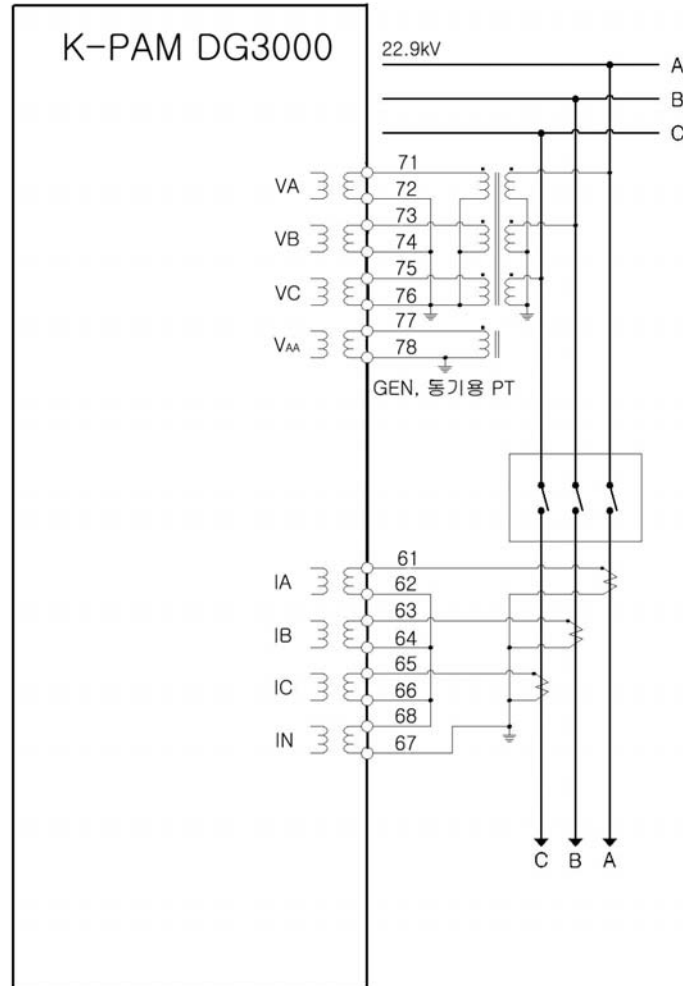 K-PAM DG3000
22.9kV
A
B
C
71
VA
72
73
VB
74
75
VC
76
77
VAA
78
GEN, 동기용 PT
61
IA
62
63
IB
64
65
IC
66
68
IN
67
C B A